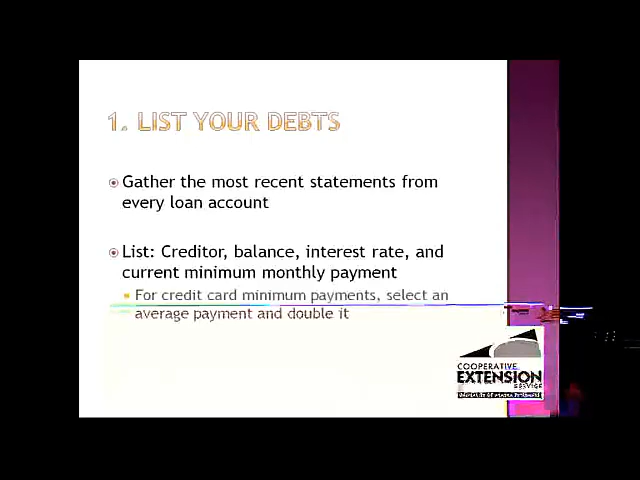 1. LIST YOUR DEBTS
Gather the most recent statements from
every loan account
List: Creditor, balance, interest rate, and
current minimum monthly payment
For credit card minimum payments, select an
average payment and double it
COOPERATIVE
EXTENSION
SERVICE